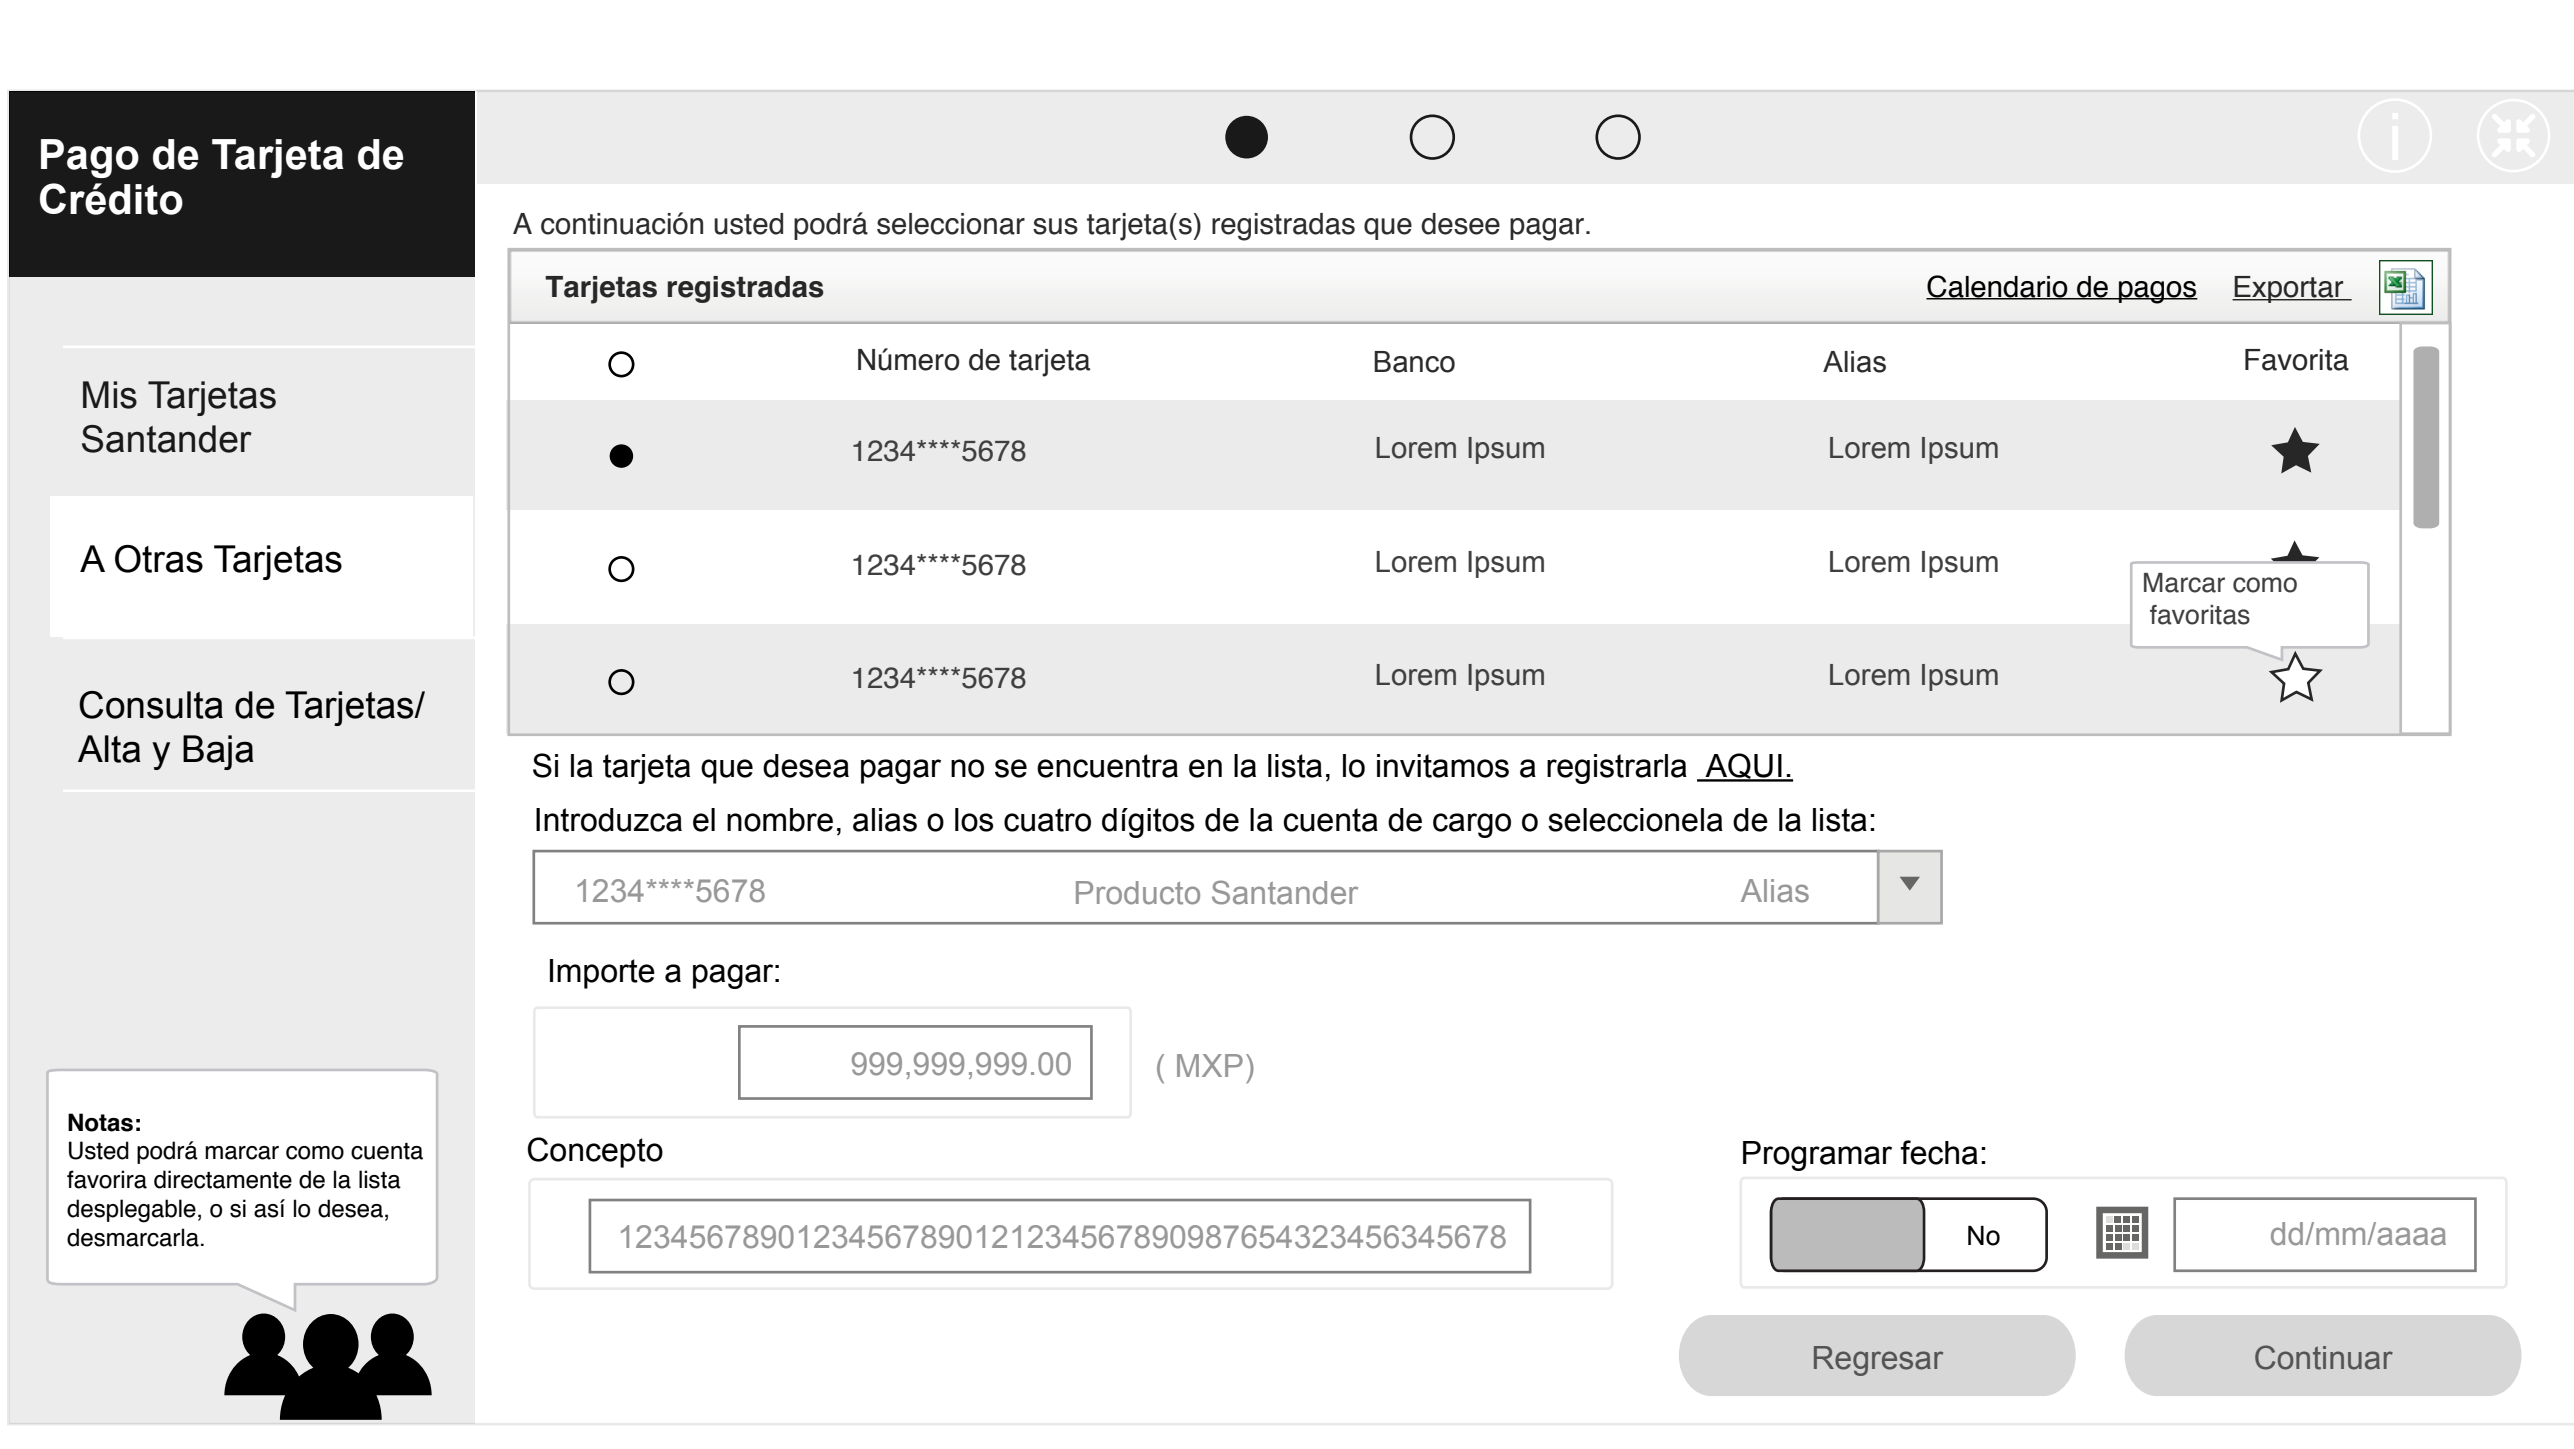 Pago de Tarjeta de
Crédito
A continuación usted podrá seleccionar sus tarjeta(s) registradas que desee pagar.
Tarjetas registradas Calendario de pagos Exportar
Número de tarjeta Banco Alias Favorita
1234****5678 Lorem Ipsum Lorem Ipsum
1234****5678 Lorem Ipsum Lorem Ipsum
Marcar como
favoritas
1234****5678 Lorem Ipsum Lorem Ipsum
Mis Tarjetas
Santander
A Otras Tarjetas
Consulta de Tarjetas/
Alta y Baja
Si la tarjeta que desea pagar no se encuentra en la lista, lo invitamos a registrarla AQUI.
Introduzca el nombre, alias o los cuatro dígitos de la cuenta de cargo o seleccionela de la lista:
1234****5678 Producto Santander Alias
Importe a pagar:
999,999,999.00 ( MXP)
Concepto
12345678901234567890121234567890987654323456345678
Programar fecha:
No dd/mm/aaaa
Regresar Continuar
Notas:
Usted podrá marcar como cuenta
favorira directamente de la lista
desplegable, o si así lo desea,
desmarcarla.